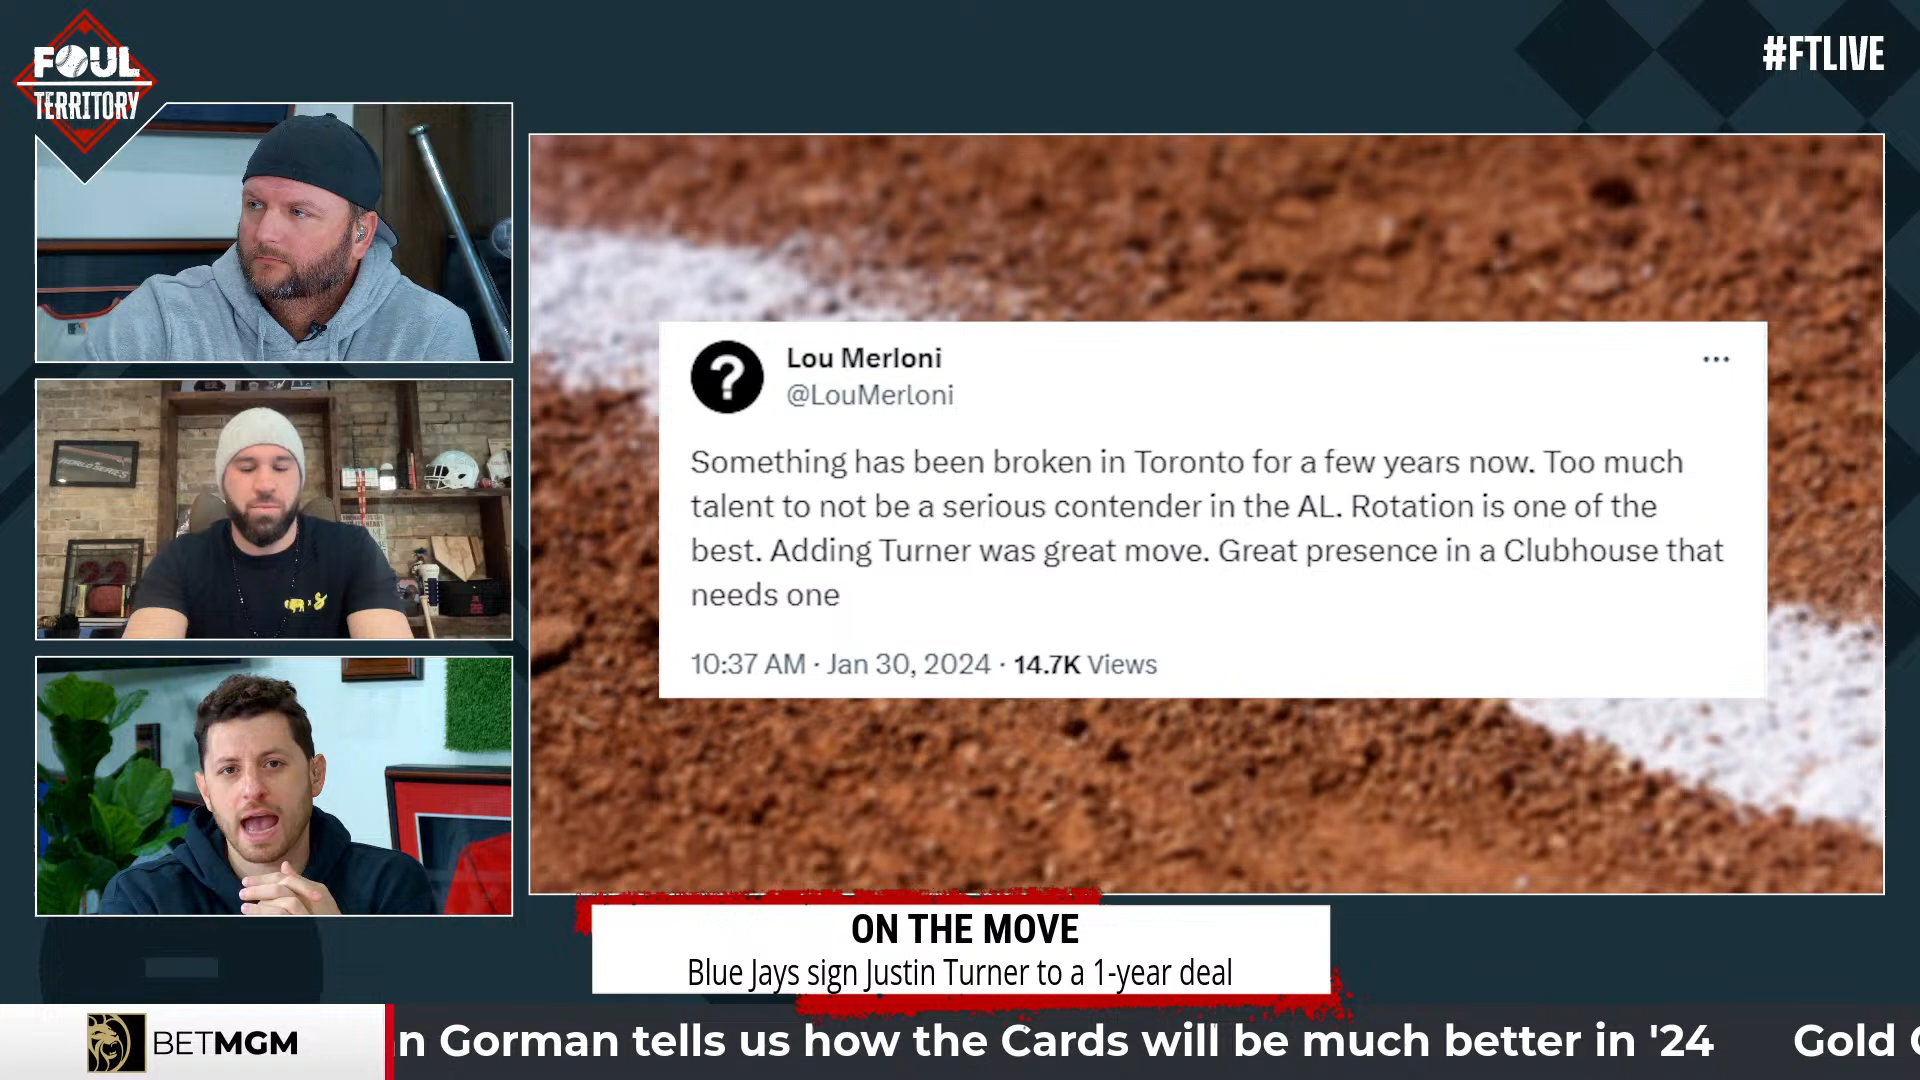 FOUL
TERRITORY
#FTLIVE
WORLD SERIES
22
?
Lou Merloni
@LouMerloni
Something has been broken in Toronto for a few years now. Too much
talent to not be a serious contender in the AL. Rotation is one of the
best. Adding Turner was great move. Great presence in a Clubhouse that
needs one
10:37 AM · Jan 30, 2024 · 14.7K Views
ON THE MOVE
Blue Jays sign Justin Turner to a 1-year deal
BETMGM
n Gorman tells us how the Cards will be much better in '24
Gold